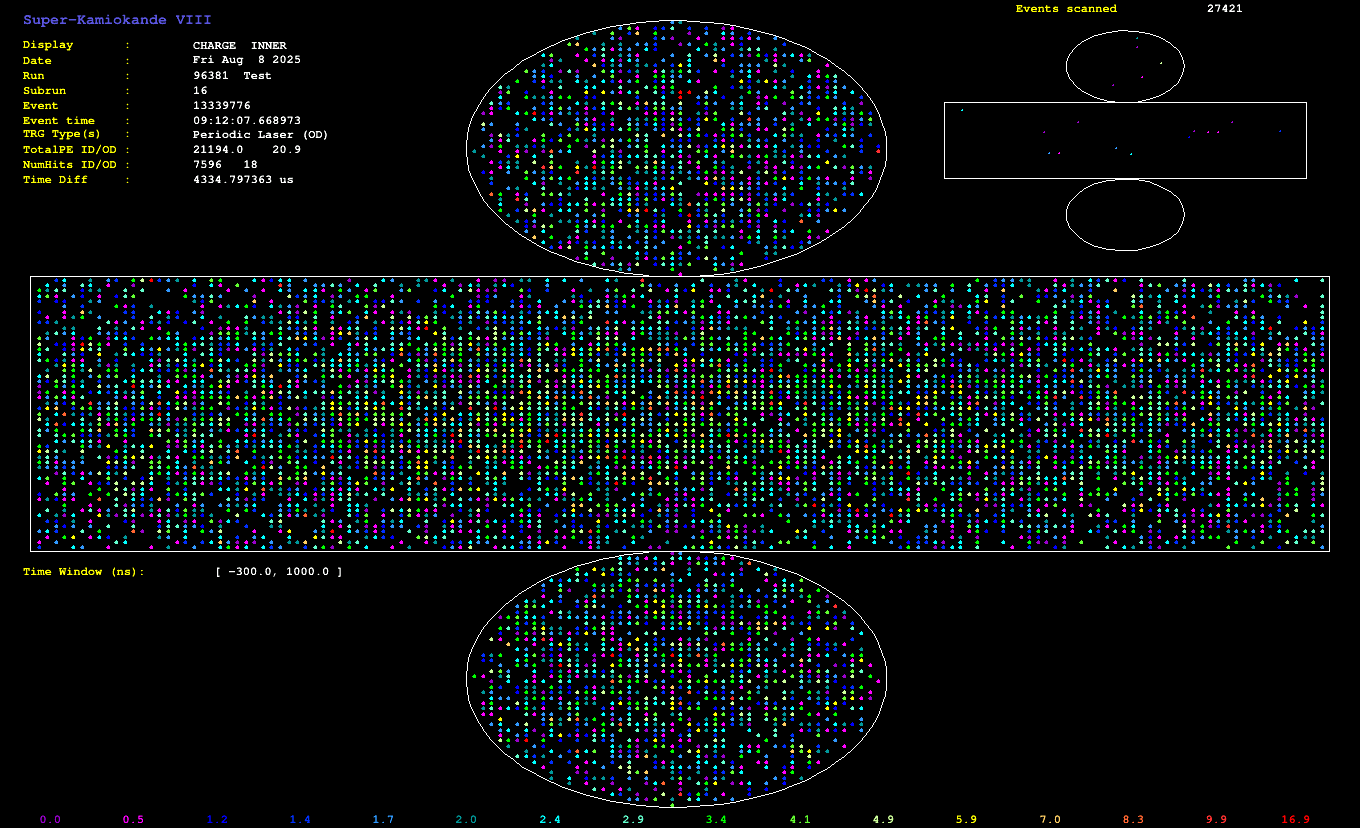 Super-Kamiokande VIII
Events scanned 27421
Display : CHARGE INNER
Date : Fri Aug 8 2025
Run : 96381 Test
Subrun : 16
Event : 13339776
Event time : 09:12:07.668973
TRG Type(s) : Periodic Laser (OD)
TotalPE ID/OD : 21194.0 20.9
NumHits ID/OD : 7596 18
Time Diff : 4334.797363 us
Time Window (ns): [ -300.0, 1000.0 ]
0.0 0.5 1.2 1.4 1.7 2.0 2.4 2.9 3.4 4.1 4.9 5.9 7.0 8.3 9.9 16.9